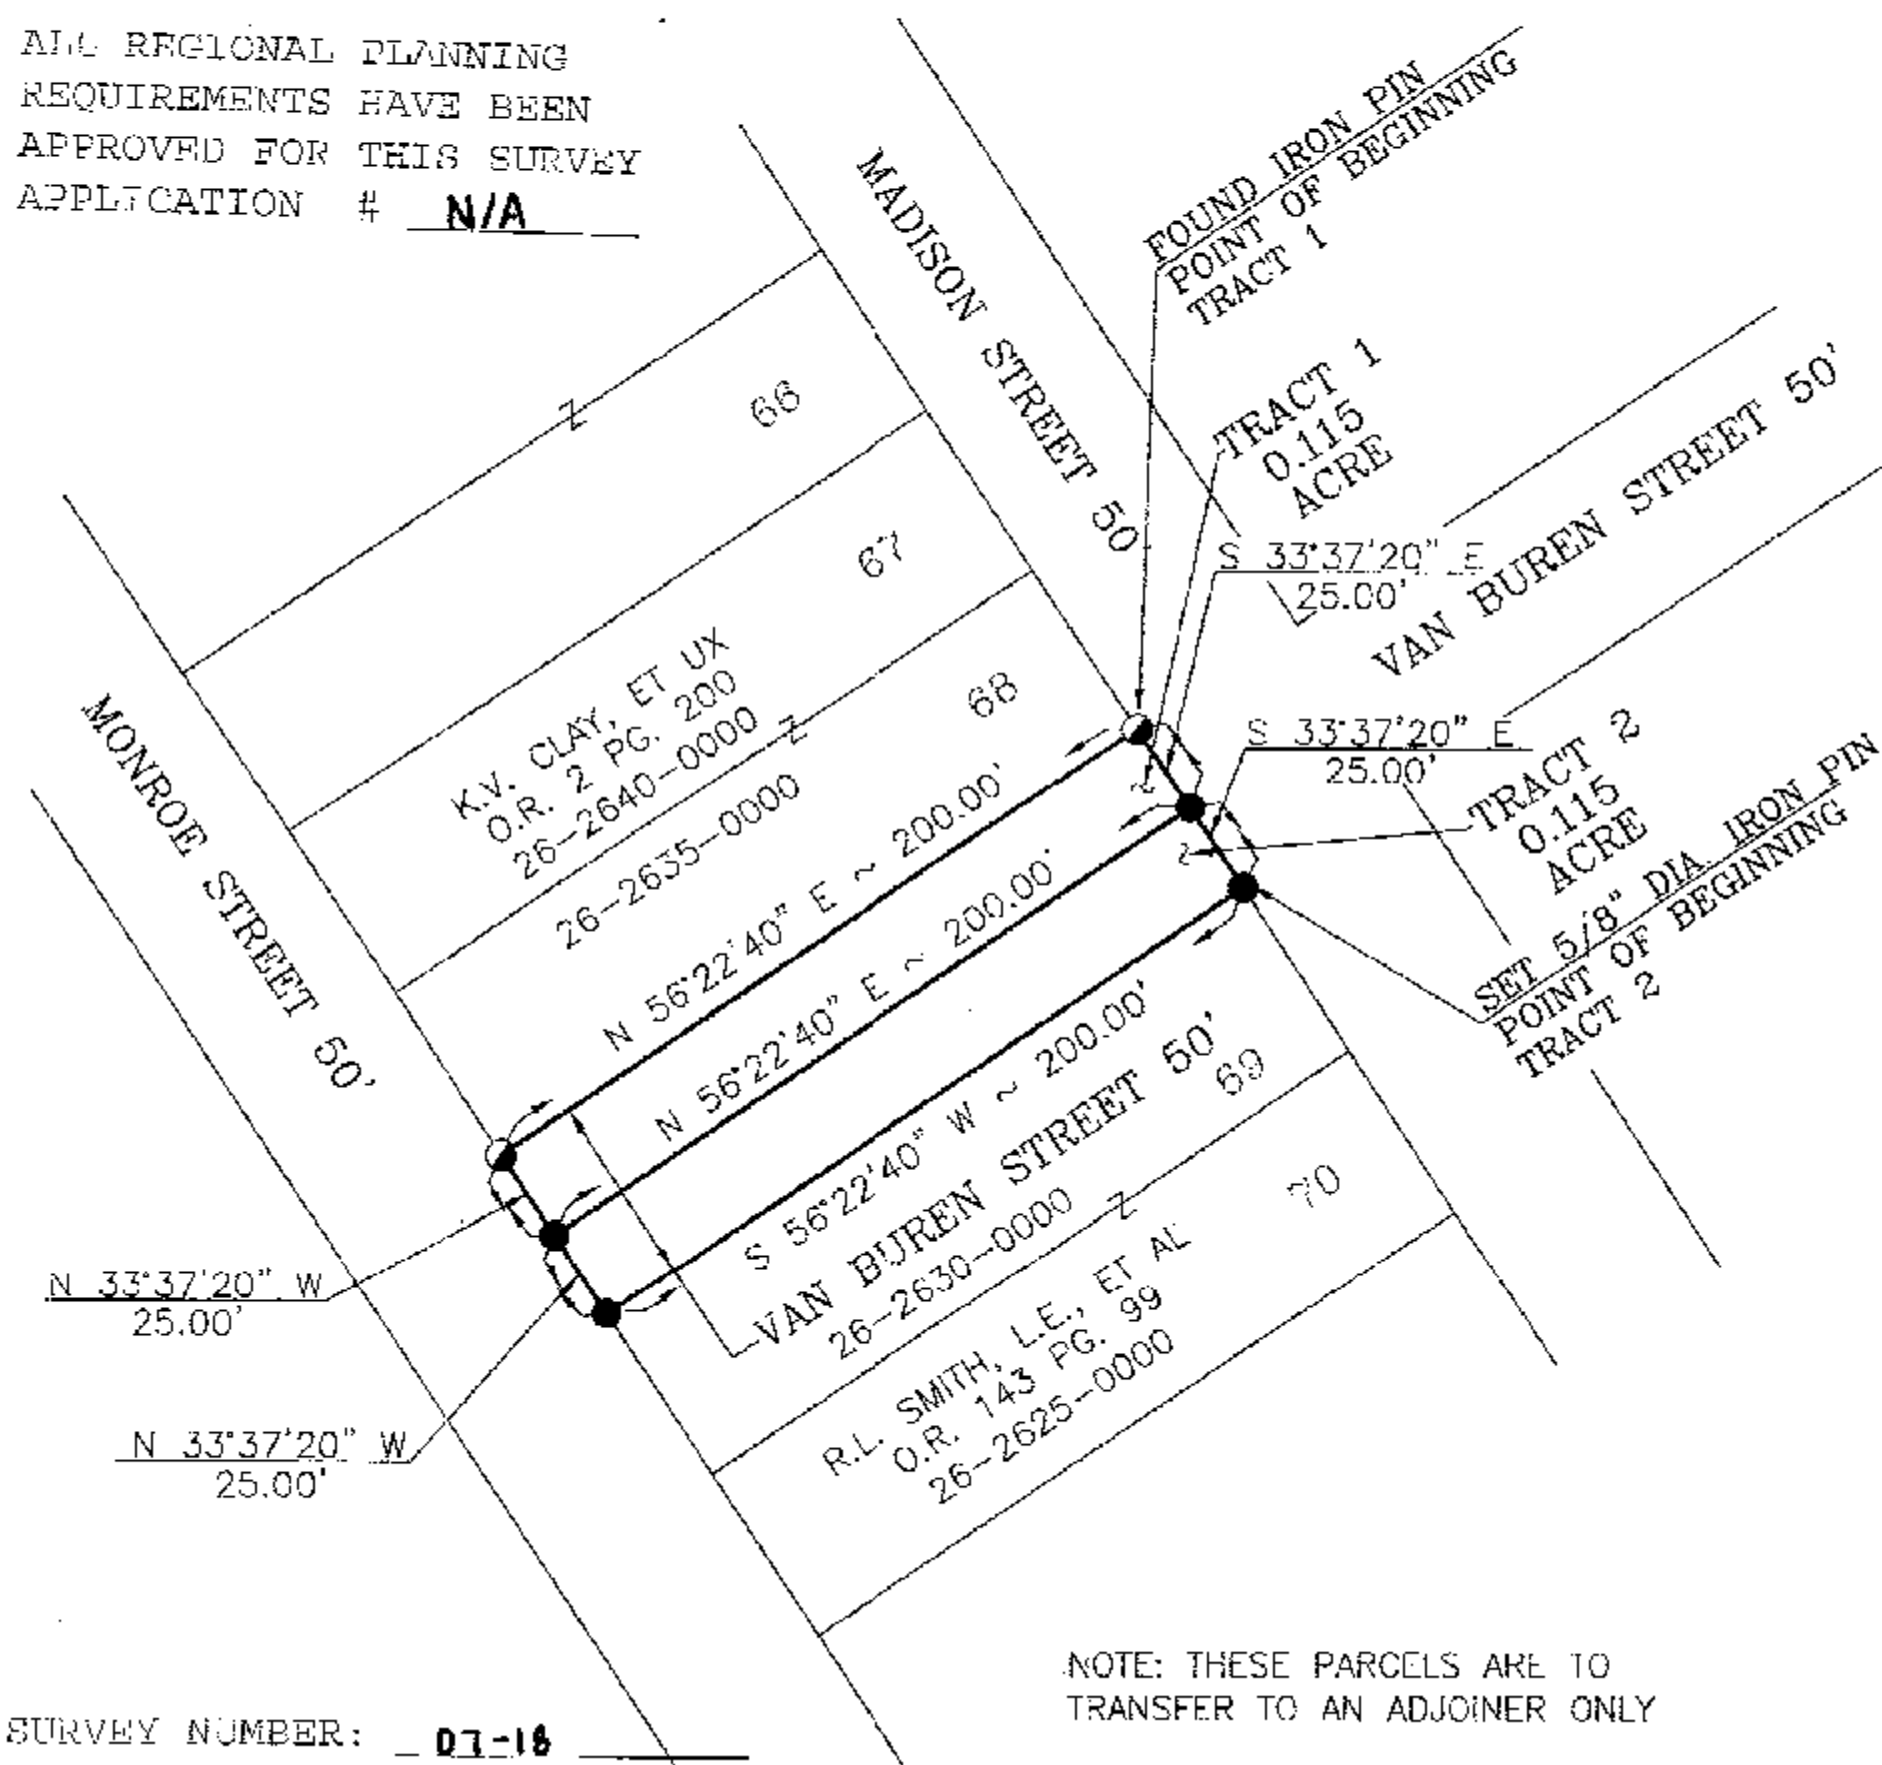 ALL REGIONAL PLANNING
REQUIREMENTS HAVE BEEN
APPROVED FOR THIS SURVEY
APPLICATION # N/A
MADISON STREET 50
FOUND IRON PIN
POINT OF BEGINNING
TRACT 1
TRACT 1
0.115
ACRE
S 33°37'20" E
25.00'
VAN BUREN STREET 50'
66
67
68
K.V. CLAY, ET UX
O.R. 2 PG. 200
26-2640-0000
26-2635-0000
MONROE STREET 50'
S 33°37'20" E
25.00'
TRACT 2
0.115
ACRE
SET 5/8" DIA. IRON PIN
POINT OF BEGINNING
TRACT 2
N 56°22'40" E ~ 200.00'
N 56°22'40" E ~ 200.00'
S 56°22'40" W ~ 200.00'
VAN BUREN STREET 50'
69
26-2630-0000
70
R.L. SMITH, L.E., ET AL
O.R. 143 PG. 99
26-2625-0000
N 33°37'20" W
25.00'
N 33°37'20" W
25.00'
NOTE: THESE PARCELS ARE TO
TRANSFER TO AN ADJOINER ONLY
SURVEY NUMBER: 07-18